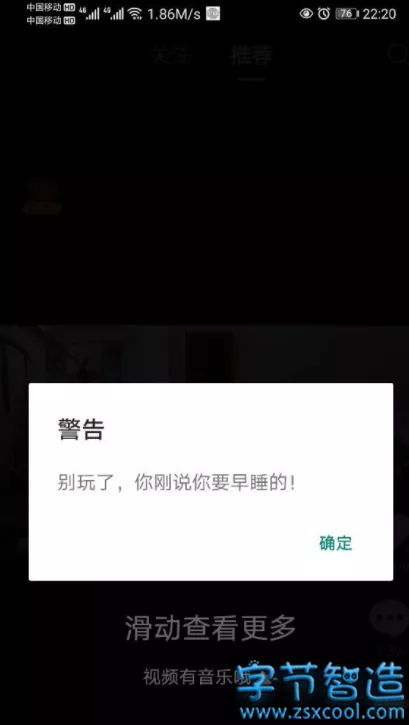 中国移动 HD 4G 4G 1.86M/s 76 22:20
中国移动 HD
关注 推荐
警告
别玩了，你刚说你要早睡的！
确定
滑动查看更多
视频有音乐哦
字节智造
www.zsxcool.com